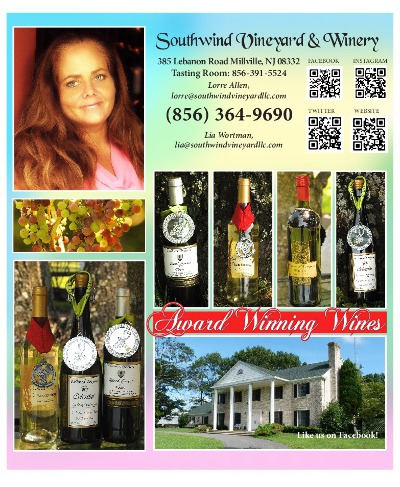 Southwind Vineyard & Winery
385 Lebanon Road Millville, NJ 08332
Tasting Room: 856-391-5524
Lorre Allen,
lorre@southwindvineyardllc.com
(856) 364-9690
Lia Wortman,
lia@southwindvineyardllc.com
FACEBOOK
INSTAGRAM
TWITTER
WEBSITE
Award Winning Wines
Like us on Facebook!